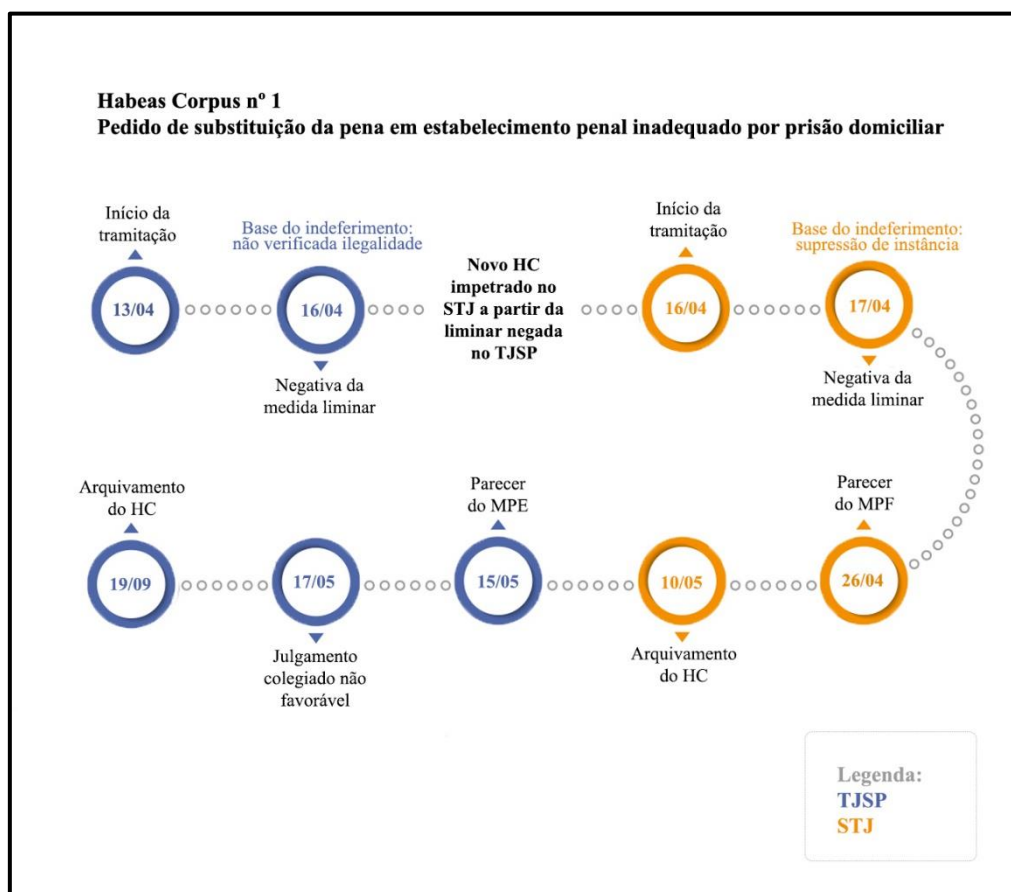 Habeas Corpus nº 1
Pedido de substituição da pena em estabelecimento penal inadequado por prisão domiciliar
Início da
tramitação
13/04
Base do indeferimento:
não verificada ilegalidade
16/04
Negativa da
medida liminar
Novo HC
impetrado no
STJ a partir da
liminar negada
no TJSP
Início da
tramitação
16/04
Base do indeferimento:
supressão de instância
17/04
Negativa da
medida liminar
Parecer
do MPF
26/04
10/05
Arquivamento
do HC
Parecer
do MPE
15/05
17/05
Julgamento
colegiado não
favorável
Arquivamento
do HC
19/09
Legenda:
TJSP
STJ